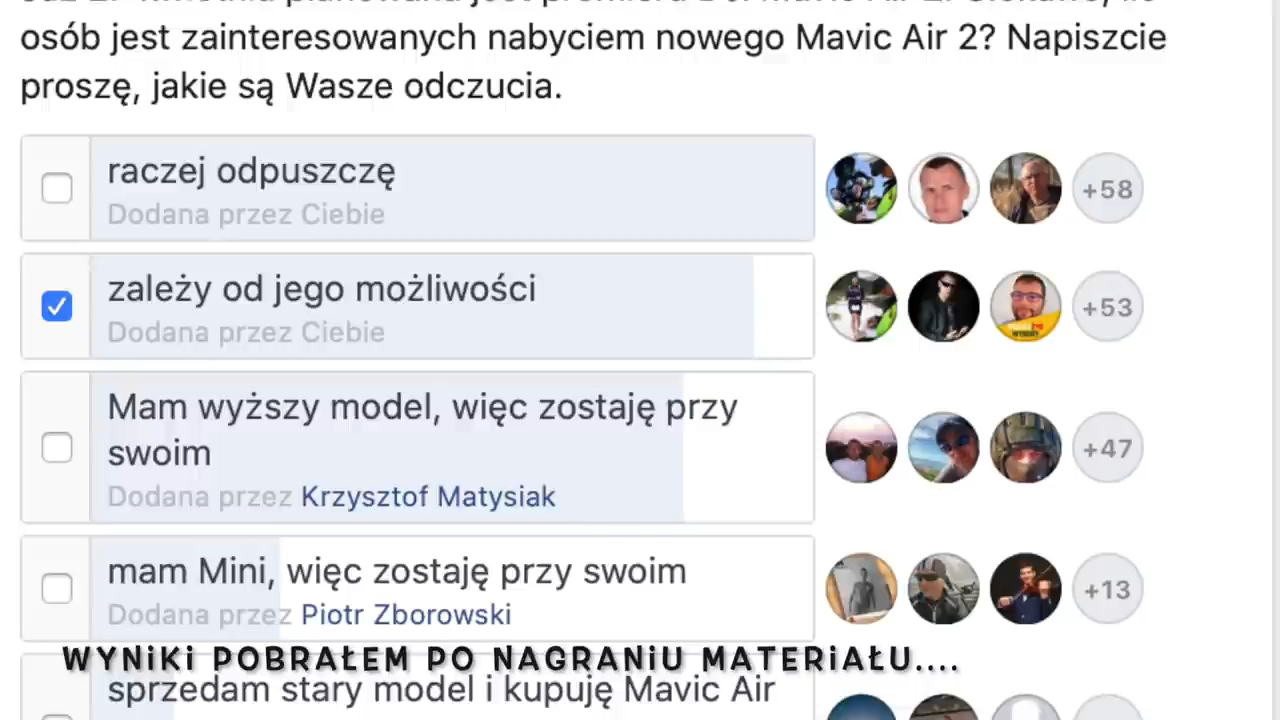 osób jest zainteresowanych nabyciem nowego Mavic Air 2? Napiszcie
proszę, jakie są Wasze odczucia.
raczej odpuszczę
Dodana przez Ciebie
+58
zależy od jego możliwości
Dodana przez Ciebie
+53
Mam wyższy model, więc zostaję przy
swoim
Dodana przez Krzysztof Matysiak
+47
mam Mini, więc zostaję przy swoim
Dodana przez Piotr Zborowski
+13
WYNiKi POBRAŁEM PO NAGRANiU MATERiAŁU....
sprzedam stary model i kupuję Mavic Air